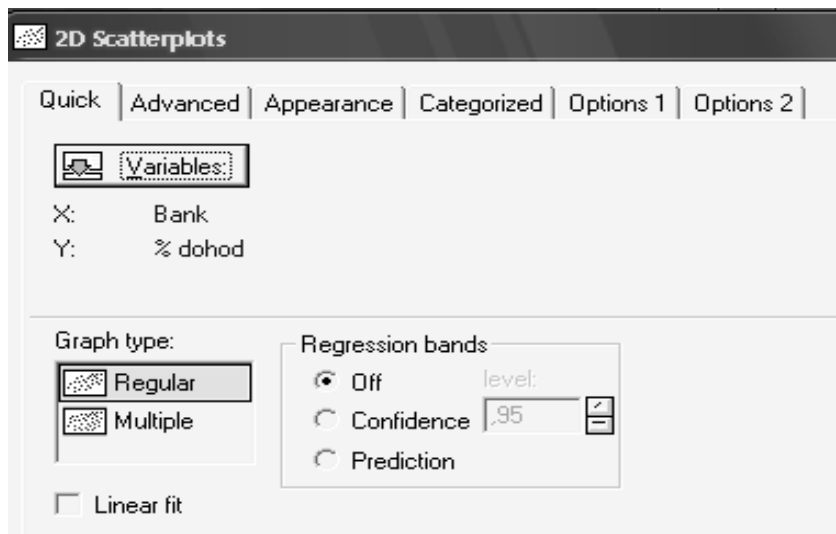 2D Scatterplots
Quick Advanced Appearance Categorized Options 1 Options 2
Variables:
X: Bank
Y: % dohod
Graph type:
Regular
Multiple
Linear fit
Regression bands
Off level:
Confidence ,95
Prediction